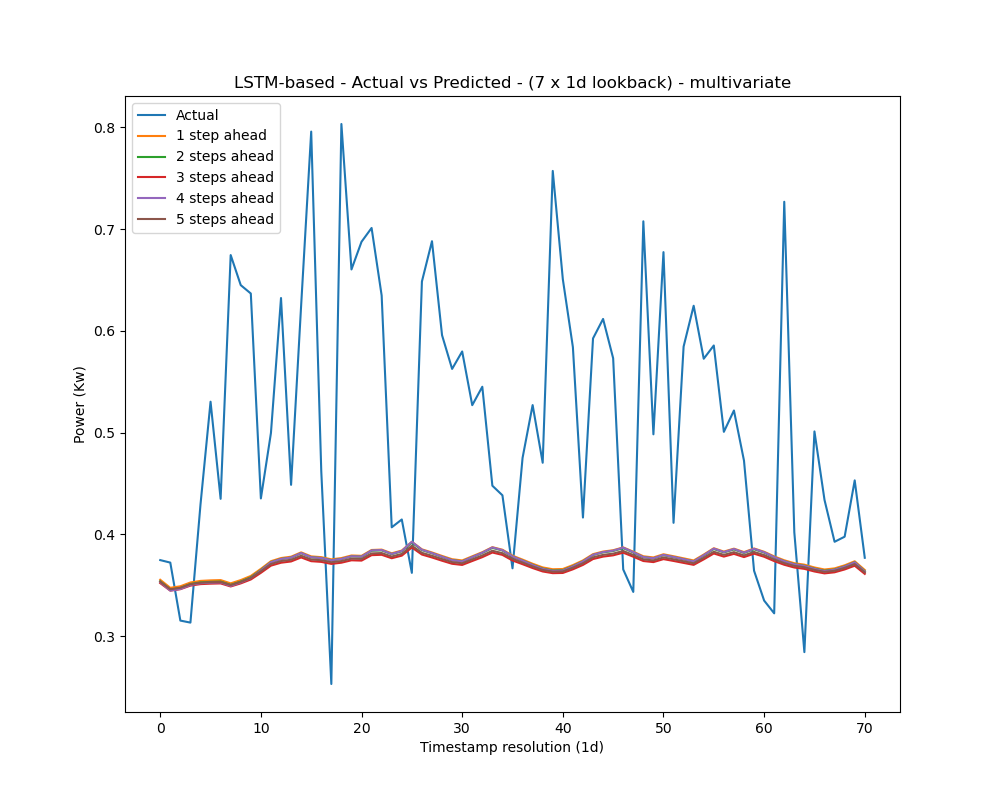 LSTM-based - Actual vs Predicted - (7 x 1d lookback) - multivariate
Actual
1 step ahead
2 steps ahead
3 steps ahead
4 steps ahead
5 steps ahead
0.8
0.7
0.6
0.5
0.4
0.3
Power (Kw)
0 10 20 30 40 50 60 70
Timestamp resolution (1d)